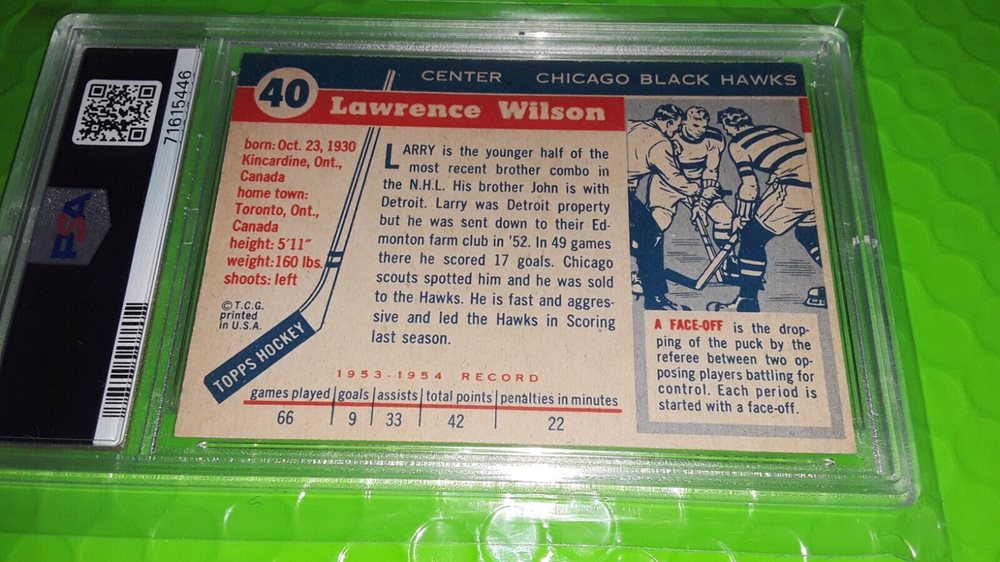 PSA
71615446
40
CENTER CHICAGO BLACK HAWKS
Lawrence Wilson
born: Oct. 23, 1930
Kincardine, Ont.,
Canada
home town:
Toronto, Ont.,
Canada
height: 5'11"
weight: 160 lbs.
shoots: left
© T.C.G.
printed
in U.S.A.
TOPPS HOCKEY
LARRY is the younger half of the
most recent brother combo in
the N.H.L. His brother John is with
Detroit. Larry was Detroit property
but he was sent down to their Ed-
monton farm club in '52. In 49 games
there he scored 17 goals. Chicago
scouts spotted him and he was sold
to the Hawks. He is fast and aggres-
sive and led the Hawks in Scoring
last season.
A FACE-OFF is the drop-
ping of the puck by the
referee between two op-
posing players battling for
control. Each period is
started with a face-off.
1953-1954 RECORD
games played goals assists total points penalties in minutes
66 9 33 42 22